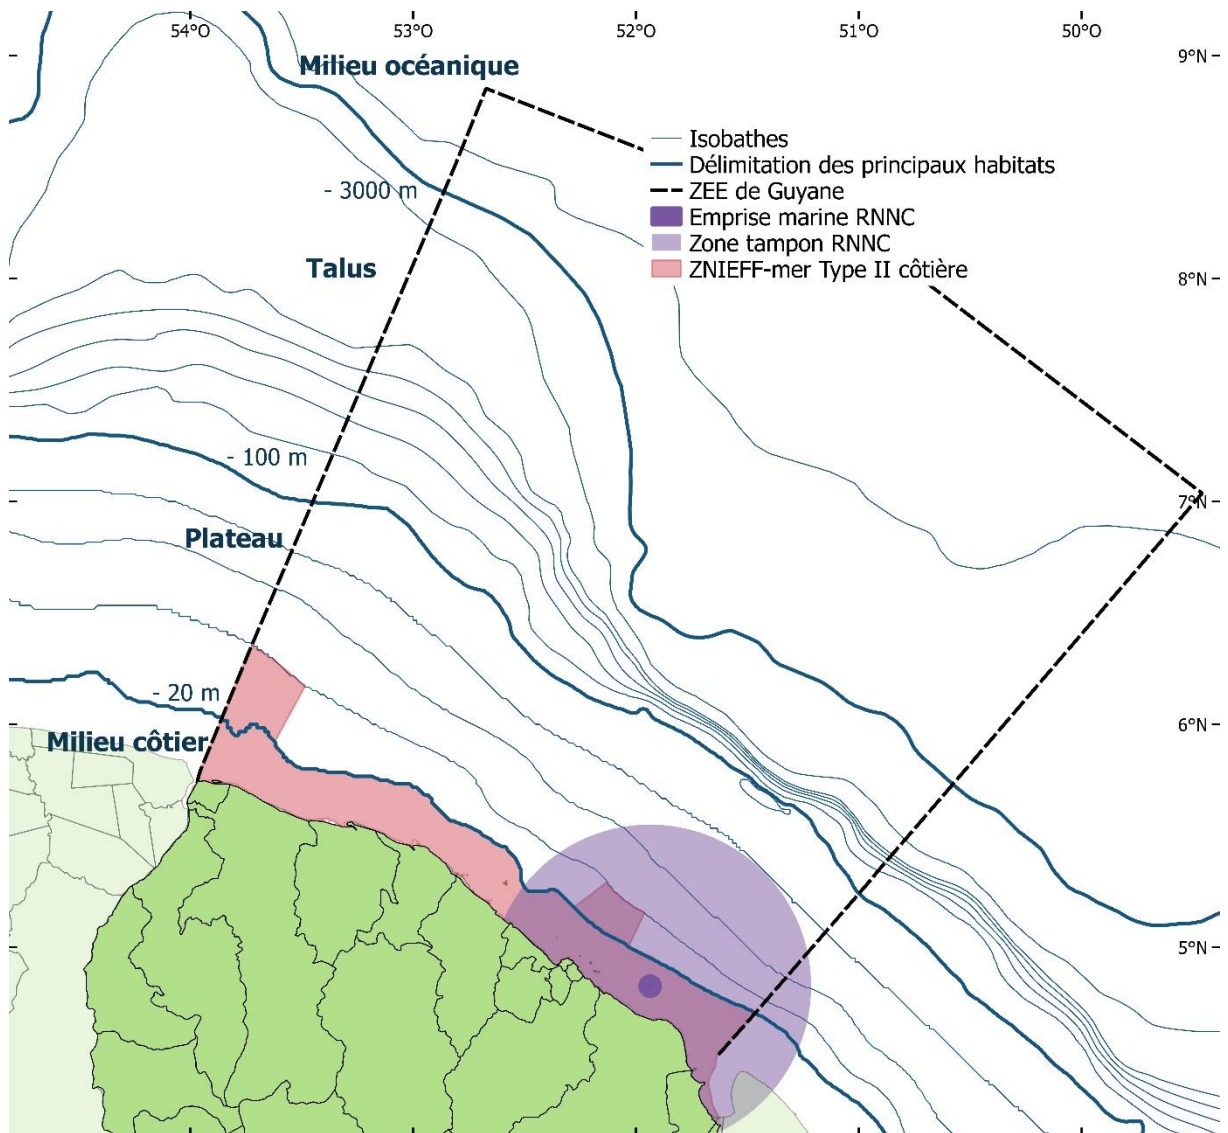 54°O 53°O 52°O 51°O 50°O
9°N
Milieu océanique
Isobathes
Délimitation des principaux habitats
- 3000 m
ZEE de Guyane
Emprise marine RNNC
Zone tampon RNNC
Talus
ZNIEFF-mer Type II côtière
8°N
- 100 m
7°N
Plateau
- 20 m
Milieu côtier
6°N
5°N